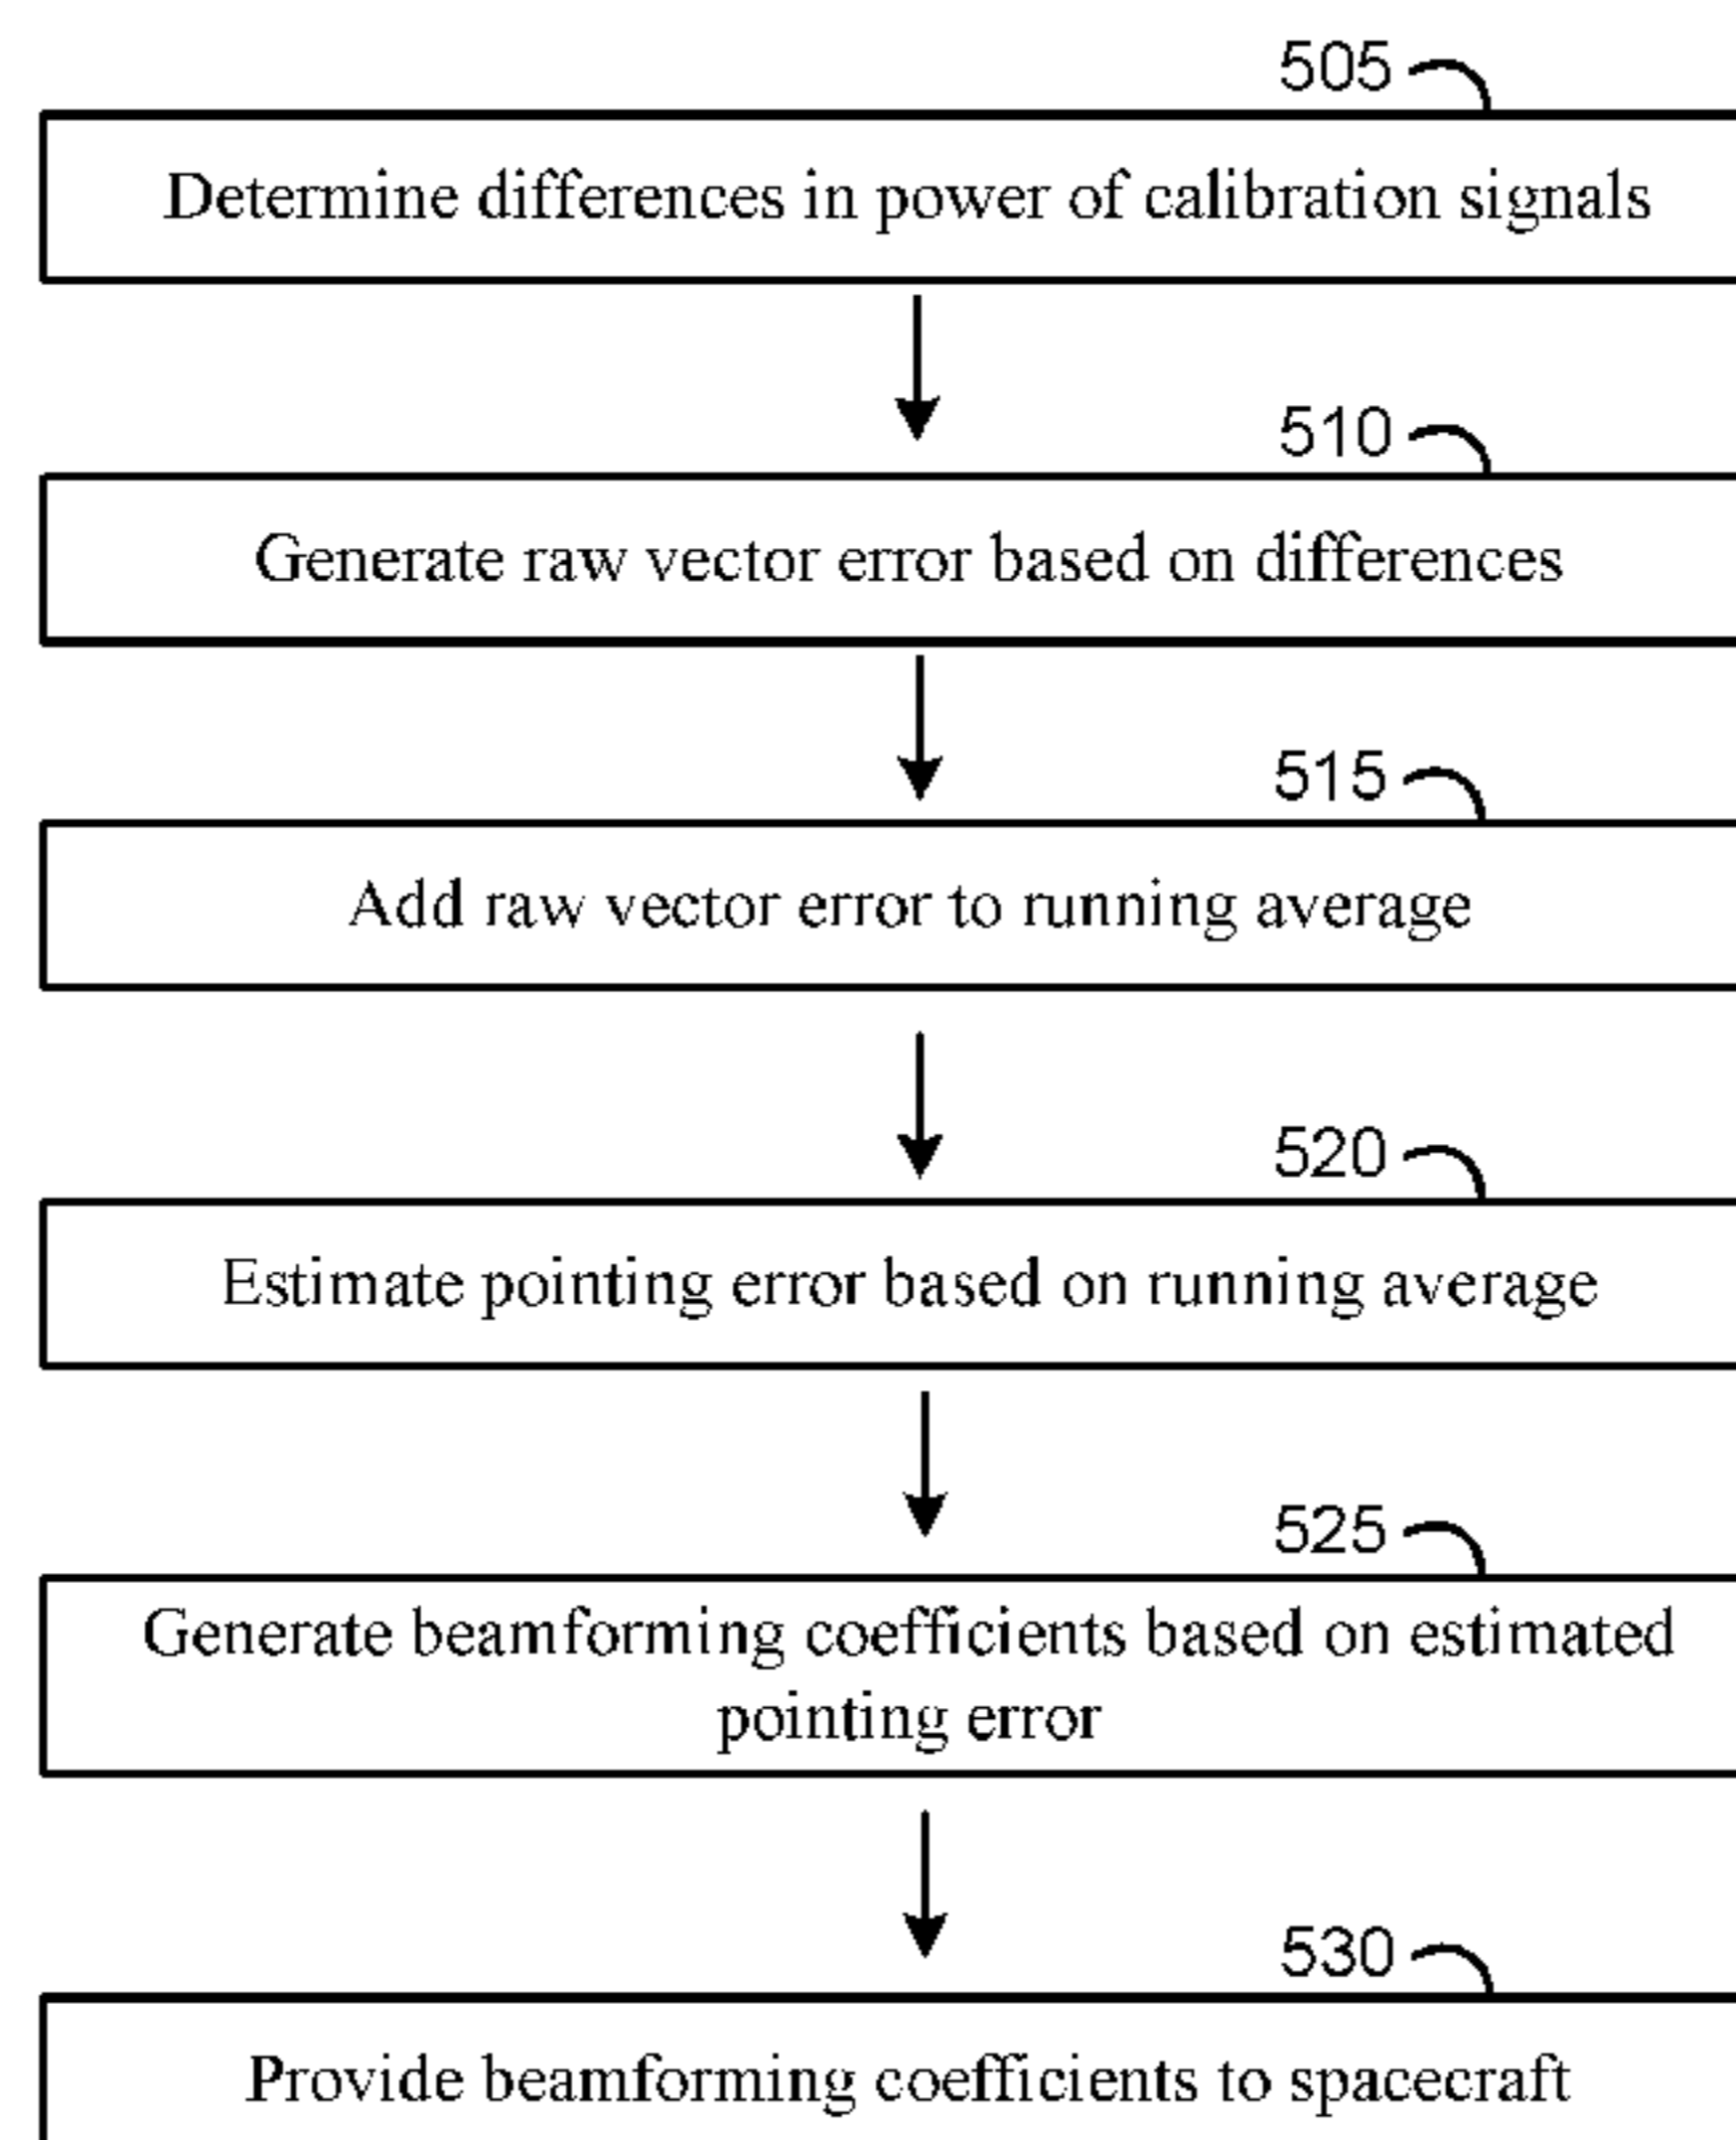 505
Determine differences in power of calibration signals
510
Generate raw vector error based on differences
515
Add raw vector error to running average
520
Estimate pointing error based on running average
525
Generate beamforming coefficients based on estimated
pointing error
530
Provide beamforming coefficients to spacecraft